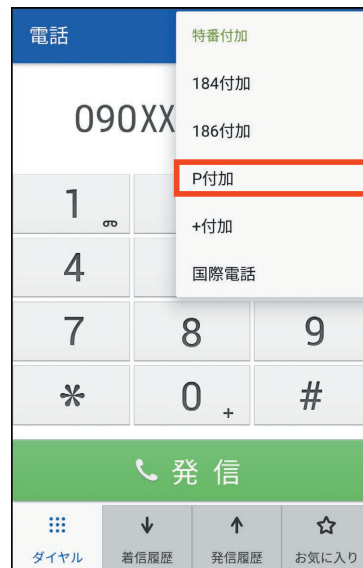 電話
特番付加
184付加
090XX
186付加
P付加
+付加
国際電話
1
4
7 8 9
* 0 + #
発信
ダイヤル 着信履歴 発信履歴 お気に入り